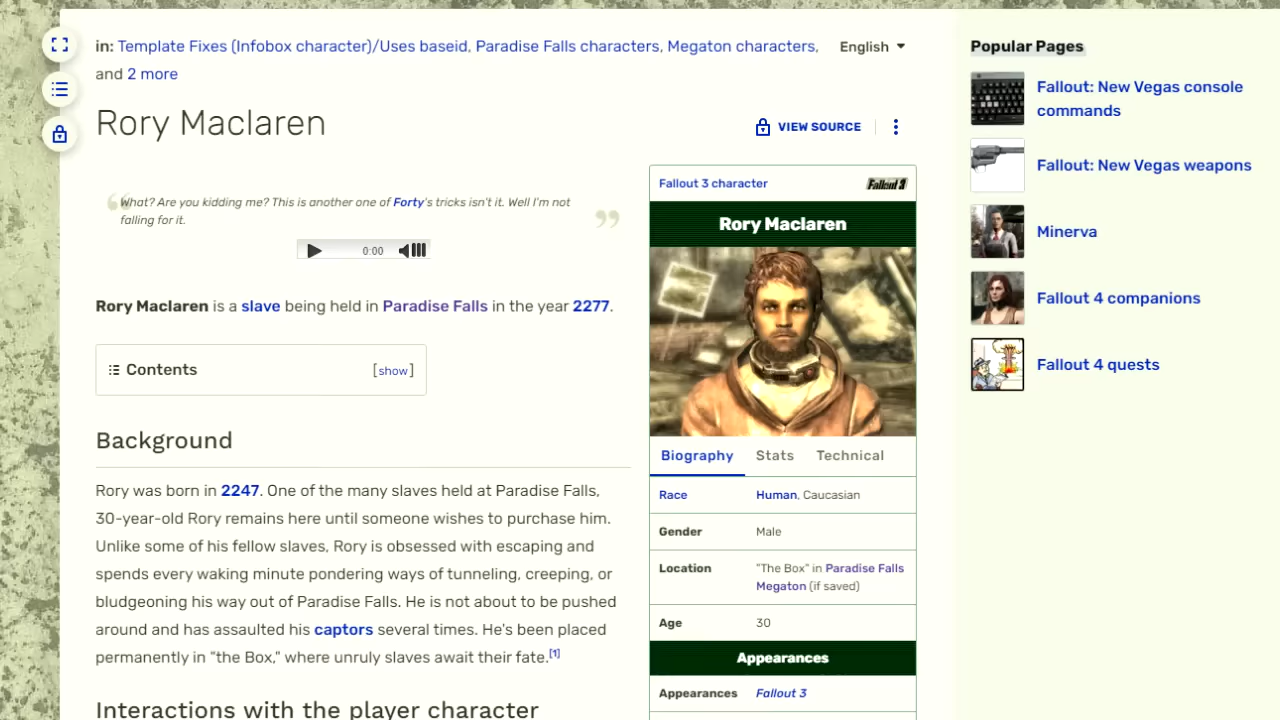 in: Template Fixes (Infobox character)/Uses baseid, Paradise Falls characters, Megaton characters,
and 2 more
English
Rory Maclaren
VIEW SOURCE
What? Are you kidding me? This is another one of Forty's tricks isn't it. Well I'm not
falling for it.
0:00
Rory Maclaren is a slave being held in Paradise Falls in the year 2277.
Contents [show]
Background
Rory was born in 2247. One of the many slaves held at Paradise Falls,
30-year-old Rory remains here until someone wishes to purchase him.
Unlike some of his fellow slaves, Rory is obsessed with escaping and
spends every waking minute pondering ways of tunneling, creeping, or
bludgeoning his way out of Paradise Falls. He is not about to be pushed
around and has assaulted his captors several times. He's been placed
permanently in "the Box," where unruly slaves await their fate.[1]
Interactions with the player character
Fallout 3 character Fallout 3
Rory Maclaren
Biography Stats Technical
Race Human, Caucasian
Gender Male
Location "The Box" in Paradise Falls
Megaton (if saved)
Age 30
Appearances
Appearances Fallout 3
Popular Pages
Fallout: New Vegas console
commands
Fallout: New Vegas weapons
Minerva
Fallout 4 companions
Fallout 4 quests